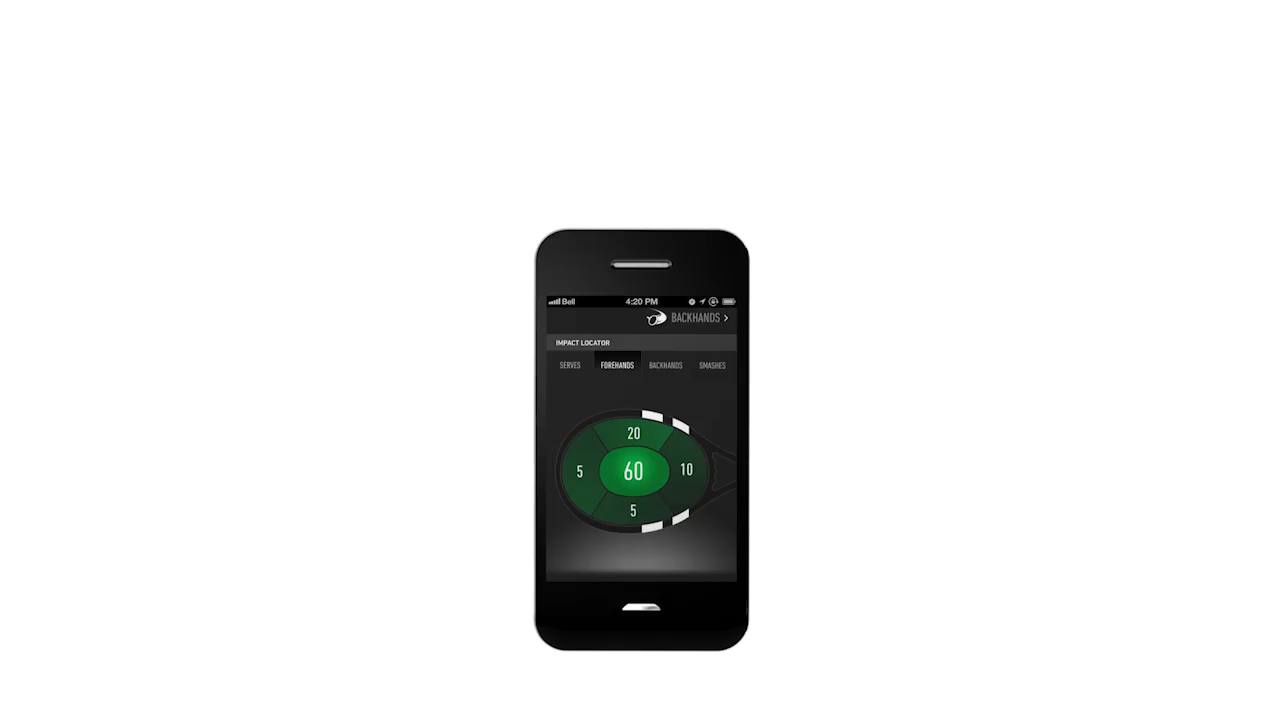 Bell 4:20 PM
BACKHANDS
IMPACT LOCATOR
SERVES FOREHANDS BACKHANDS SMASHES
20
5 60 10
5